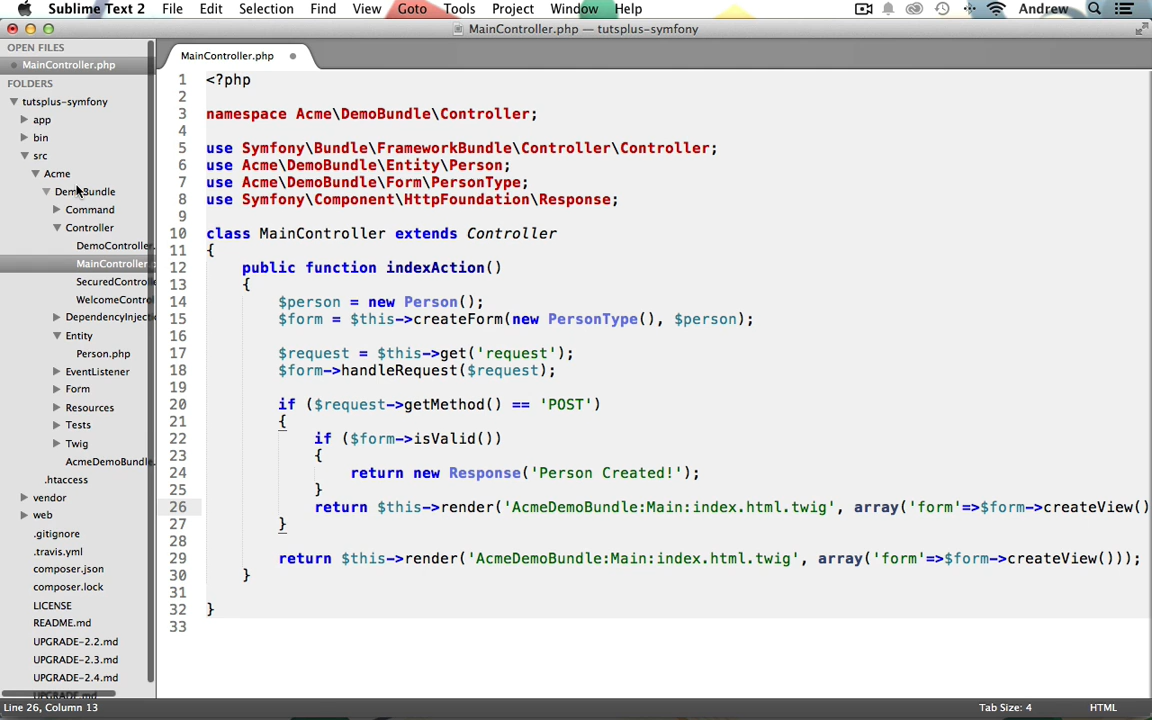 Sublime Text 2 File Edit Selection Find View Goto Tools Project Window Help Andrew
MainController.php — tutsplus-symfony
OPEN FILES
MainController.php
FOLDERS
tutsplus-symfony
app
bin
src
Acme
DemoBundle
Command
Controller
DemoController.
MainController.p
SecuredControlle
WelcomeControl
DependencyInjecti
Entity
Person.php
EventListener
Form
Resources
Tests
Twig
AcmeDemoBundle.
.htaccess
vendor
web
.gitignore
.travis.yml
composer.json
composer.lock
LICENSE
README.md
UPGRADE-2.2.md
UPGRADE-2.3.md
UPGRADE-2.4.md
UPGRADE.md
MainController.php
1 <?php
2
3 namespace Acme\DemoBundle\Controller;
4
5 use Symfony\Bundle\FrameworkBundle\Controller\Controller;
6 use Acme\DemoBundle\Entity\Person;
7 use Acme\DemoBundle\Form\PersonType;
8 use Symfony\Component\HttpFoundation\Response;
9
10 class MainController extends Controller
11 {
12 public function indexAction()
13 {
14 $person = new Person();
15 $form = $this->createForm(new PersonType(), $person);
16
17 $request = $this->get('request');
18 $form->handleRequest($request);
19
20 if ($request->getMethod() == 'POST')
21 {
22 if ($form->isValid())
23 {
24 return new Response('Person Created!');
25 }
26 return $this->render('AcmeDemoBundle:Main:index.html.twig', array('form'=>$form->createView()
27 }
28
29 return $this->render('AcmeDemoBundle:Main:index.html.twig', array('form'=>$form->createView()));
30 }
31
32 }
33
Line 26, Column 13 Tab Size: 4 HTML